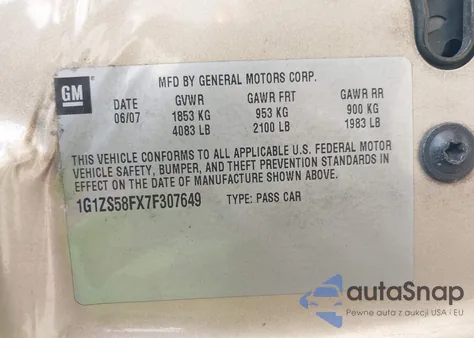 GM
MFD BY GENERAL MOTORS CORP.
DATE GVWR GAWR FRT GAWR RR
06/07 1853 KG 953 KG 900 KG
4083 LB 2100 LB 1983 LB
THIS VEHICLE CONFORMS TO ALL APPLICABLE U.S. FEDERAL MOTOR
VEHICLE SAFETY, BUMPER, AND THEFT PREVENTION STANDARDS IN
EFFECT ON THE DATE OF MANUFACTURE SHOWN ABOVE.
1G1ZS58FX7F307649 TYPE: PASS CAR
autoSnap
Pewne auta z aukcji USA i EU